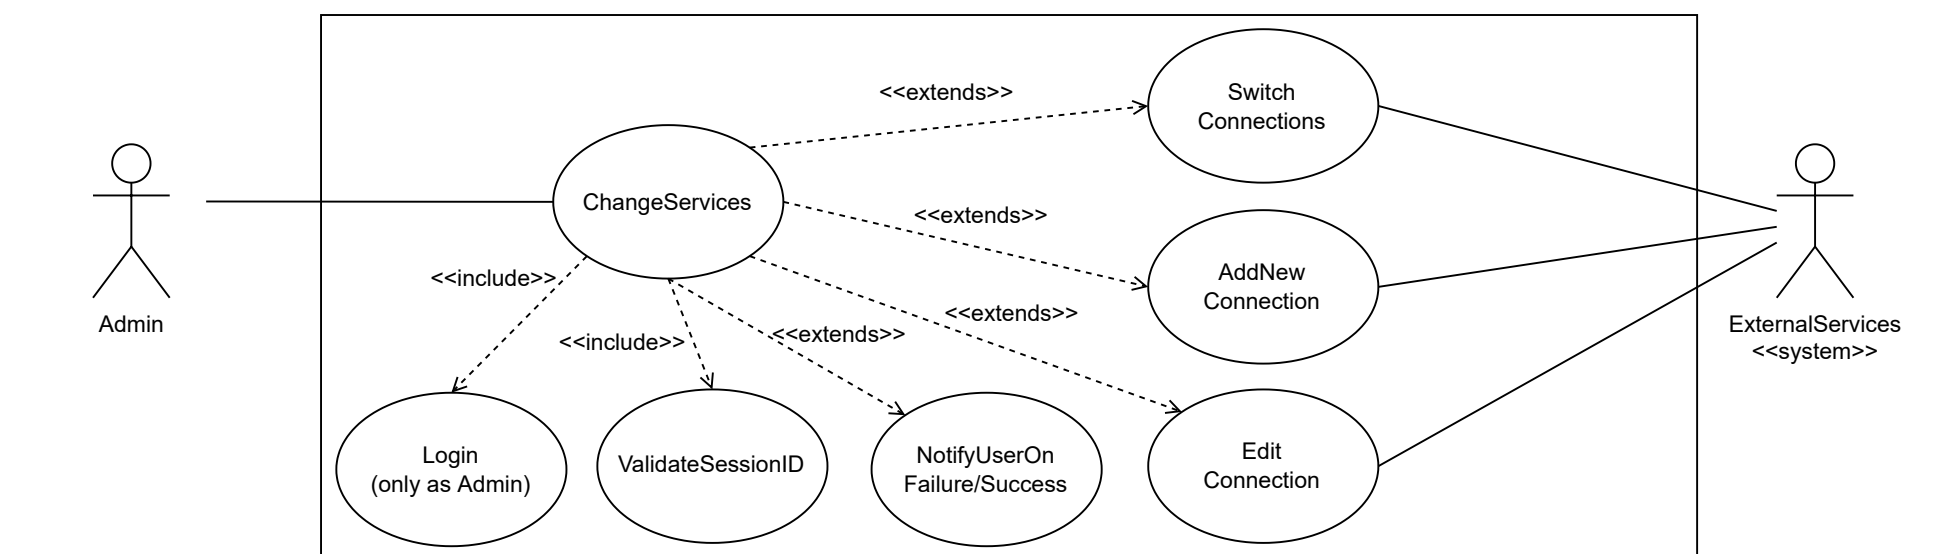 <<extends>>
Switch
Connections
ChangeServices
<<extends>>
<<include>>
AddNew
Connection
<<extends>>
Admin
ExternalServices
<<system>>
<<include>>
<<extends>>
Login
(only as Admin)
ValidateSessionID
NotifyUserOn
Failure/Success
Edit
Connection